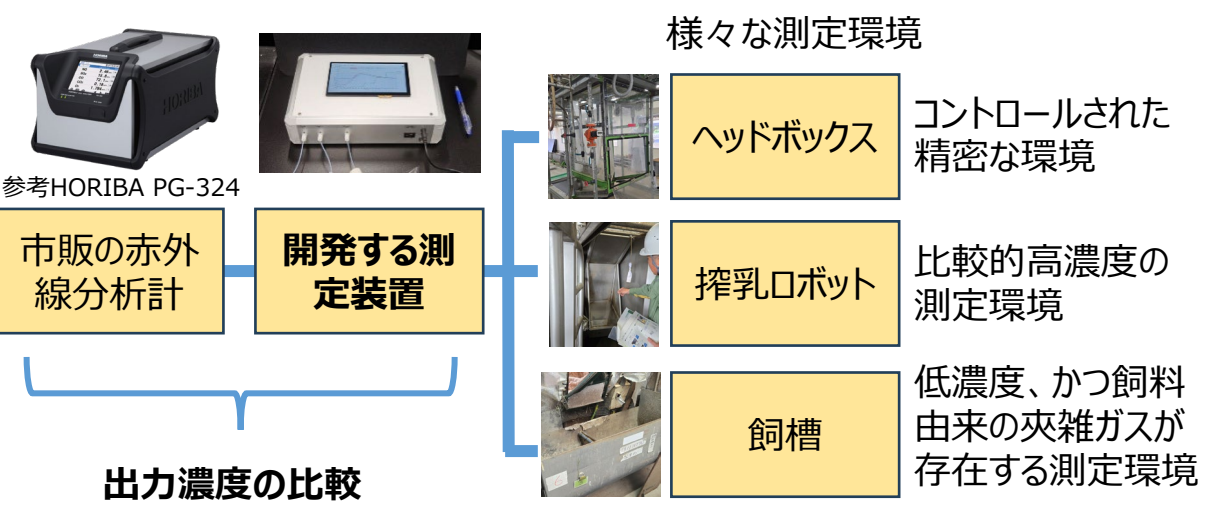 様々な測定環境
HORIBA
参考HORIBA PG-324
市販の赤外
線分析計
開発する測
定装置
ヘッドボックス
コントロールされた
精密な環境
搾乳ロボット
比較的高濃度の
測定環境
飼槽
低濃度、かつ飼料
由来の夾雑ガスが
存在する測定環境
出力濃度の比較